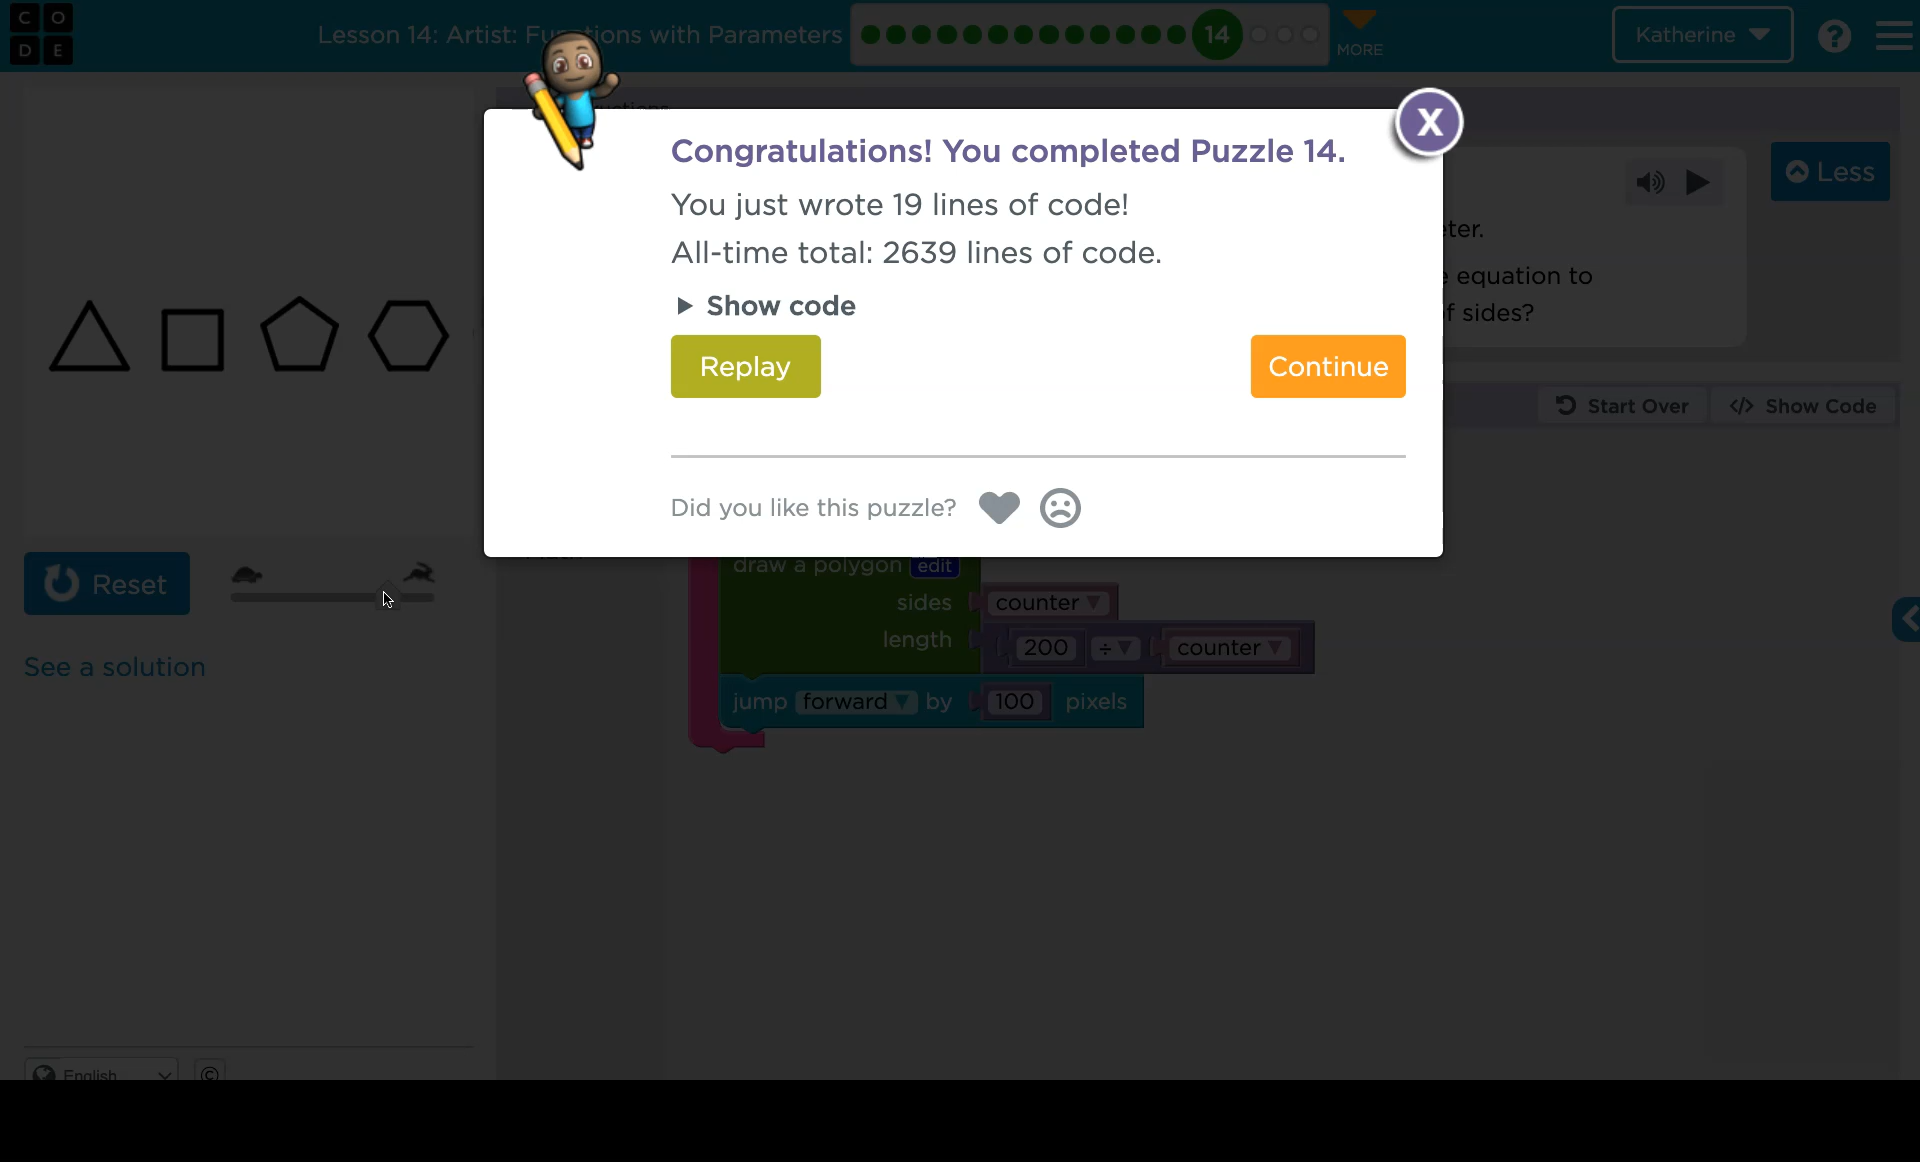 CODE
Lesson 14: Artist: Functions with Parameters
14
MORE
Katherine
?
X
Congratulations! You completed Puzzle 14.
You just wrote 19 lines of code!
All-time total: 2639 lines of code.
Show code
Replay
Continue
Did you like this puzzle?
Less
equation to
of sides?
Start Over
</> Show Code
Reset
See a solution
draw a polygon edit
sides counter
length 200 ÷ counter
jump forward by 100 pixels
English
©